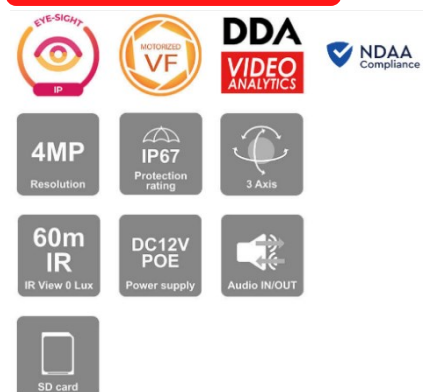 EYE-SIGHT
IP
MOTORIZED
VF
DDA
VIDEO
ANALYTICS
NDAA
Compliance
4MP
Resolution
IP67
Protection
rating
3 Axis
60m
IR
IR View 0 Lux
DC12V
POE
Power supply
Audio IN/OUT
SD card